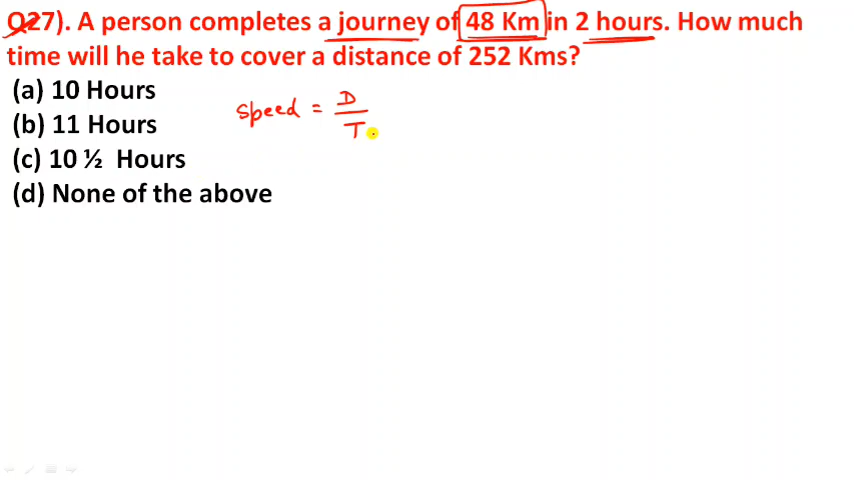 Q27). A person completes a journey of 48 Km in 2 hours. How much
time will he take to cover a distance of 252 Kms?
(a) 10 Hours
(b) 11 Hours
(c) 10 ½ Hours
(d) None of the above
Speed = D/T